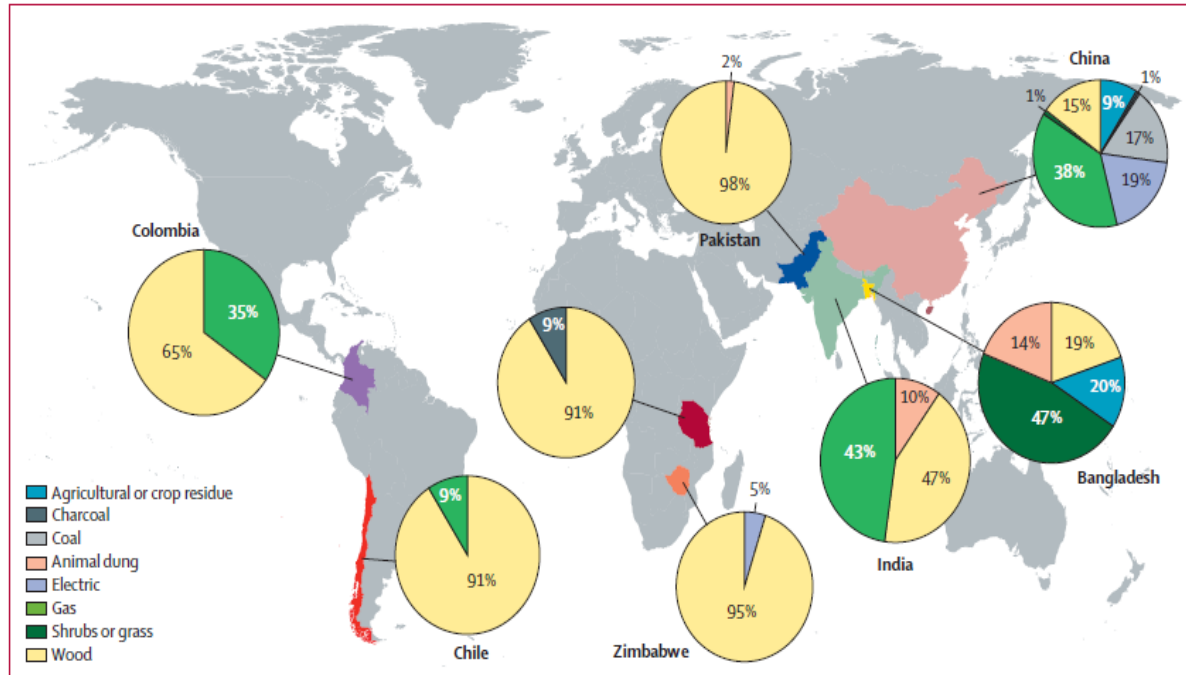 China
1%
9%
17%
19%
38%
1%
15%
2%
98%
Pakistan
Colombia
35%
65%
9%
91%
14%
19%
20%
47%
Bangladesh
10%
43%
47%
India
9%
91%
Chile
5%
95%
Zimbabwe
Agricultural or crop residue
Charcoal
Coal
Animal dung
Electric
Gas
Shrubs or grass
Wood